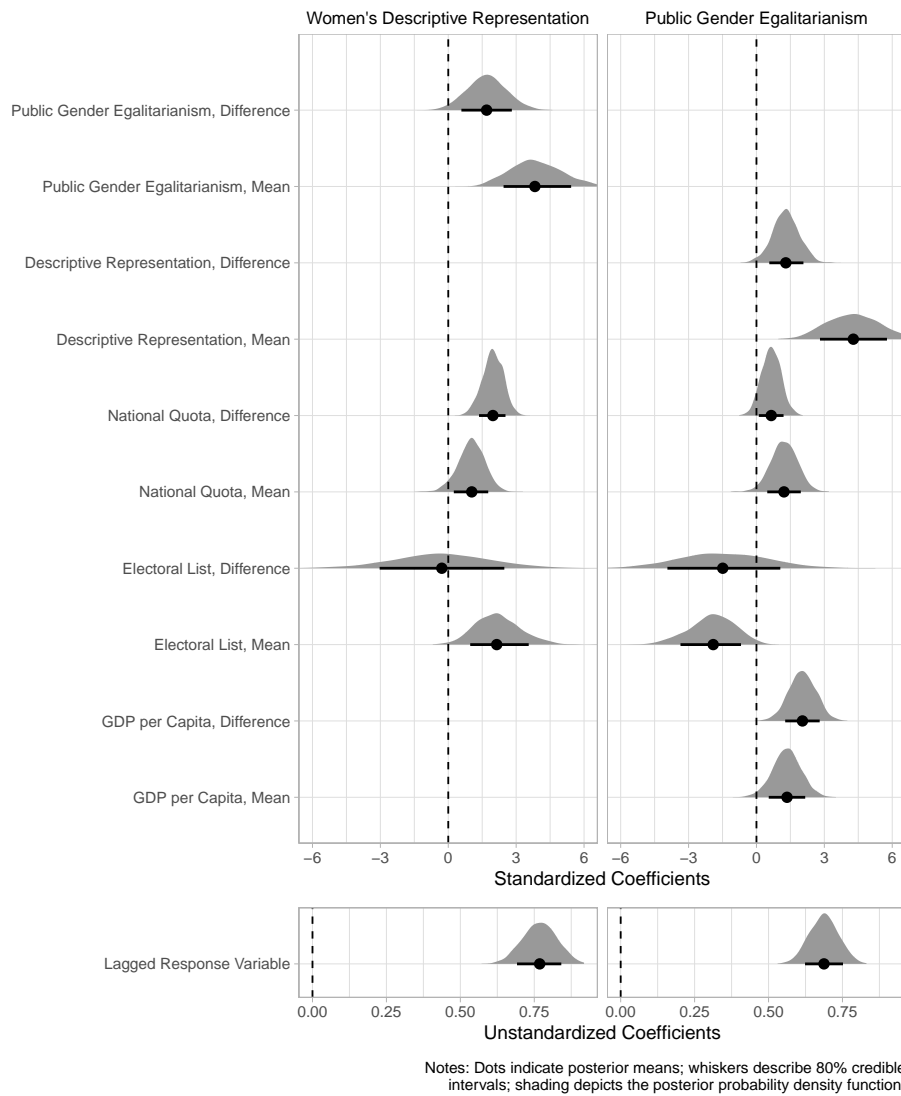 Women's Descriptive Representation Public Gender Egalitarianism
Public Gender Egalitarianism, Difference
Public Gender Egalitarianism, Mean
Descriptive Representation, Difference
Descriptive Representation, Mean
National Quota, Difference
National Quota, Mean
Electoral List, Difference
Electoral List, Mean
GDP per Capita, Difference
GDP per Capita, Mean
−6 −3 0 3 6 −6 −3 0 3 6
Standardized Coefficients
Lagged Response Variable
0.00 0.25 0.50 0.75 0.00 0.25 0.50 0.75
Unstandardized Coefficients
Notes: Dots indicate posterior means; whiskers describe 80% credible
intervals; shading depicts the posterior probability density function